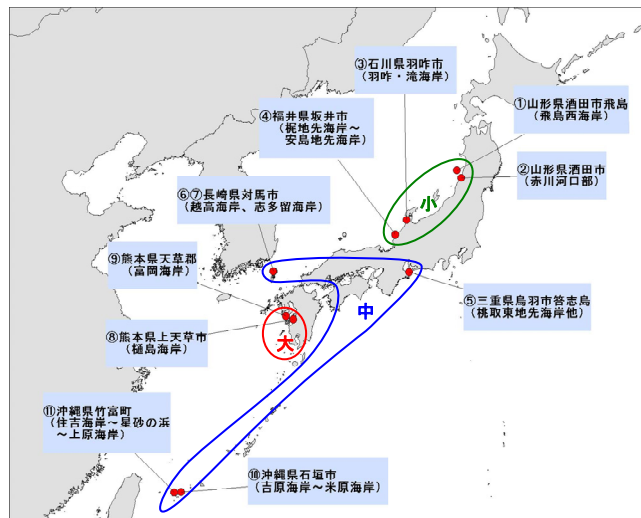 ③石川県羽咋市
（羽咋・滝海岸）
①山形県酒田市飛島
（飛島西海岸）
④福井県坂井市
（梶地先海岸～
安島地先海岸）
②山形県酒田市
（赤川河口部）
⑥⑦長崎県対馬市
（越高海岸、志多留海岸）
小
⑨熊本県天草郡
（富岡海岸）
中
⑤三重県鳥羽市答志島
（桃取東地先海岸他）
⑧熊本県上天草市
（樋島海岸）
大
⑪沖縄県竹富町
（住吉海岸～星砂の浜
～上原海岸）
⑩沖縄県石垣市
（吉原海岸～米原海岸）